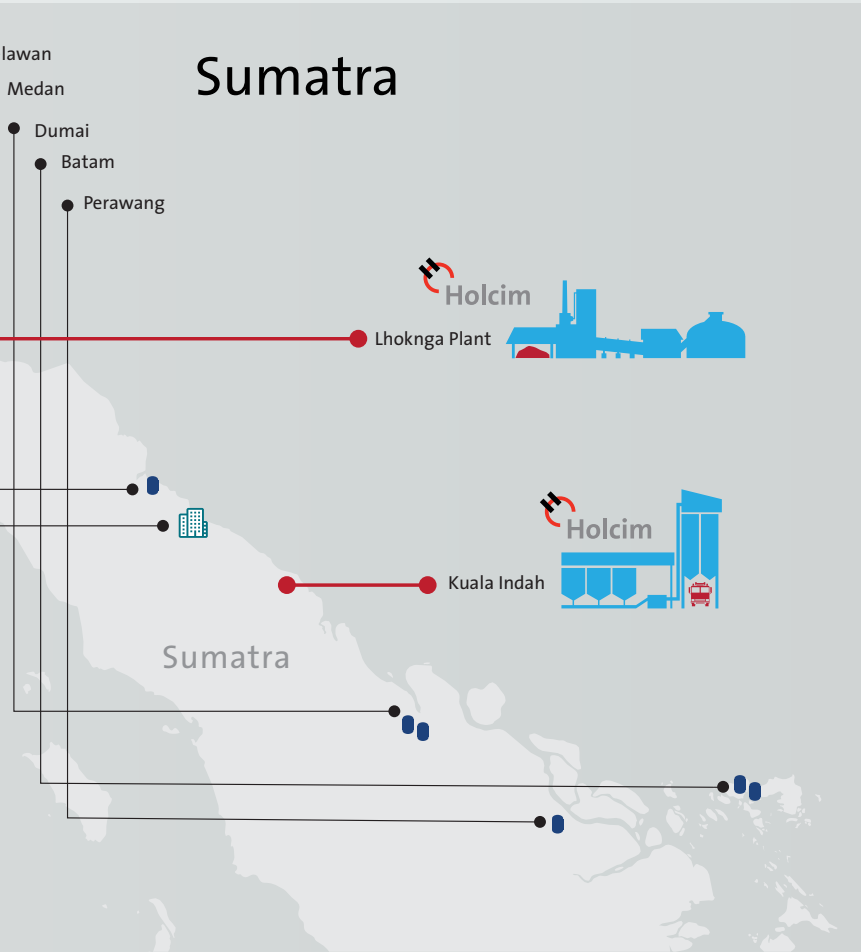 lawan
Sumatra
Medan
Dumai
Batam
Perawang
Holcim
Lhoknga Plant
Holcim
Kuala Indah
Sumatra